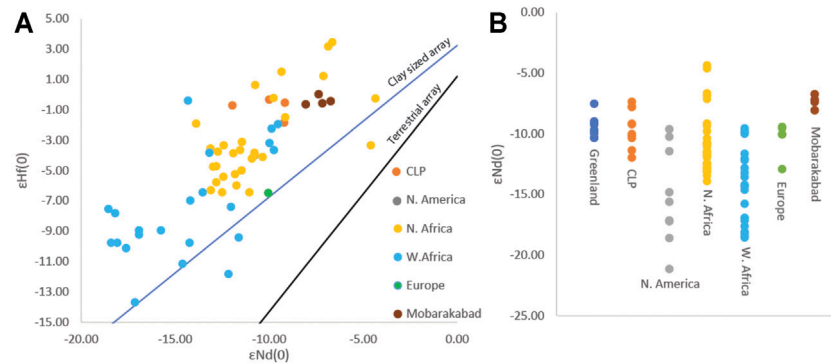 A
5.00
3.00
1.00
-1.00
-3.00
-5.00
-7.00
-9.00
-11.00
-13.00
-15.00
εHf(0)
-20.00
-15.00
-10.00
-5.00
0.00
εNd(0)
Clay sized array
Terrestrial array
CLP
N. America
N. Africa
W.Africa
Europe
Mobarakabad
B
0.00
-5.00
-10.00
-15.00
-20.00
-25.00
εNd(0)
Greenland
CLP
N. America
N. Africa
W. Africa
Europe
Mobarakabad